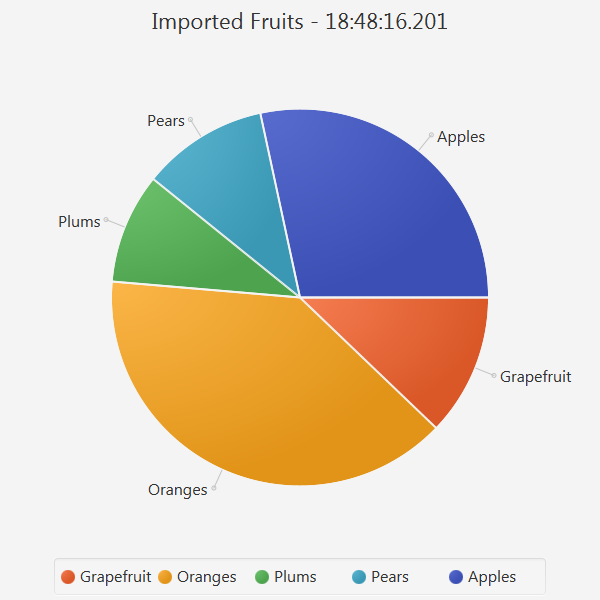 Imported Fruits - 18:48:16.201
Pears
Apples
Plums
Grapefruit
Oranges
Grapefruit Oranges Plums Pears Apples